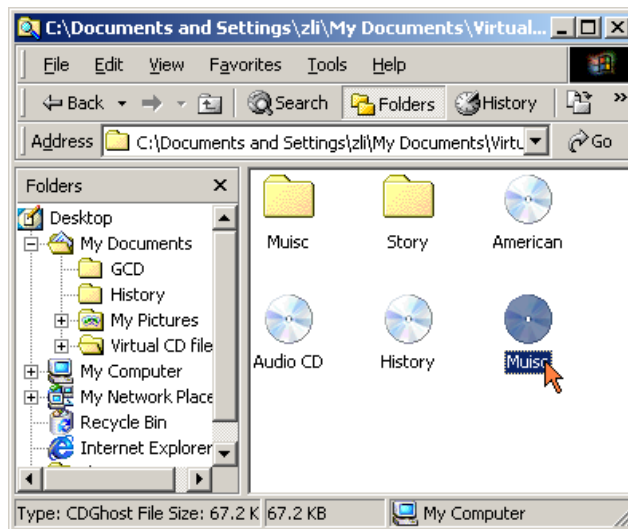 C:\Documents and Settings\zli\My Documents\Virtual...
File Edit View Favorites Tools Help
Back Search Folders History »
Address C:\Documents and Settings\zli\My Documents\Virtu Go
Folders
Desktop
My Documents
GCD
History
My Pictures
Virtual CD file
My Computer
My Network Place
Recycle Bin
Internet Explorer
Muisc Story American
Audio CD History Muisc
Type: CDGhost File Size: 67.2 K 67.2 KB My Computer